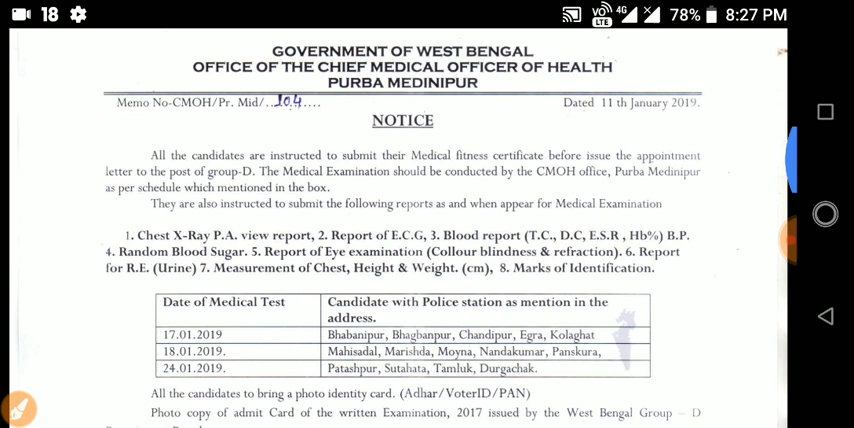 18 4G VO LTE 78% 8:27 PM
GOVERNMENT OF WEST BENGAL
OFFICE OF THE CHIEF MEDICAL OFFICER OF HEALTH
PURBA MEDINIPUR
Memo No-CMOH/Pr. Mid/..104.... Dated 11 th January 2019.
NOTICE
All the candidates are instructed to submit their Medical fitness certificate before issue the appointment
letter to the post of group-D. The Medical Examination should be conducted by the CMOH office, Purba Medinipur
as per schedule which mentioned in the box.
They are also instructed to submit the following reports as and when appear for Medical Examination
1. Chest X-Ray P.A. view report, 2. Report of E.C.G, 3. Blood report (T.C., D.C, E.S.R , Hb%) B.P.
4. Random Blood Sugar. 5. Report of Eye examination (Collour blindness & refraction). 6. Report
for R.E. (Urine) 7. Measurement of Chest, Height & Weight. (cm), 8. Marks of Identification.
Date of Medical Test Candidate with Police station as mention in the
address.
17.01.2019 Bhabanipur, Bhagbanpur, Chandipur, Egra, Kolaghat
18.01.2019. Mahisadal, Marishda, Moyna, Nandakumar, Panskura,
24.01.2019. Patashpur, Sutahata, Tamluk, Durgachak.
All the candidates to bring a photo identity card. (Adhar/VoterID/PAN)
Photo copy of admit Card of the written Examination, 2017 issued by the West Bengal Group – D